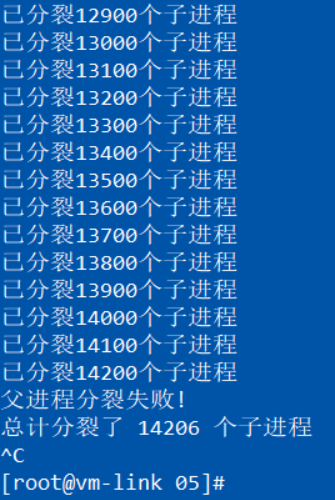 已分裂12900个子进程
已分裂13000个子进程
已分裂13100个子进程
已分裂13200个子进程
已分裂13300个子进程
已分裂13400个子进程
已分裂13500个子进程
已分裂13600个子进程
已分裂13700个子进程
已分裂13800个子进程
已分裂13900个子进程
已分裂14000个子进程
已分裂14100个子进程
已分裂14200个子进程
父进程分裂失败!
总计分裂了 14206 个子进程
^C
[root@vm-link 05]#